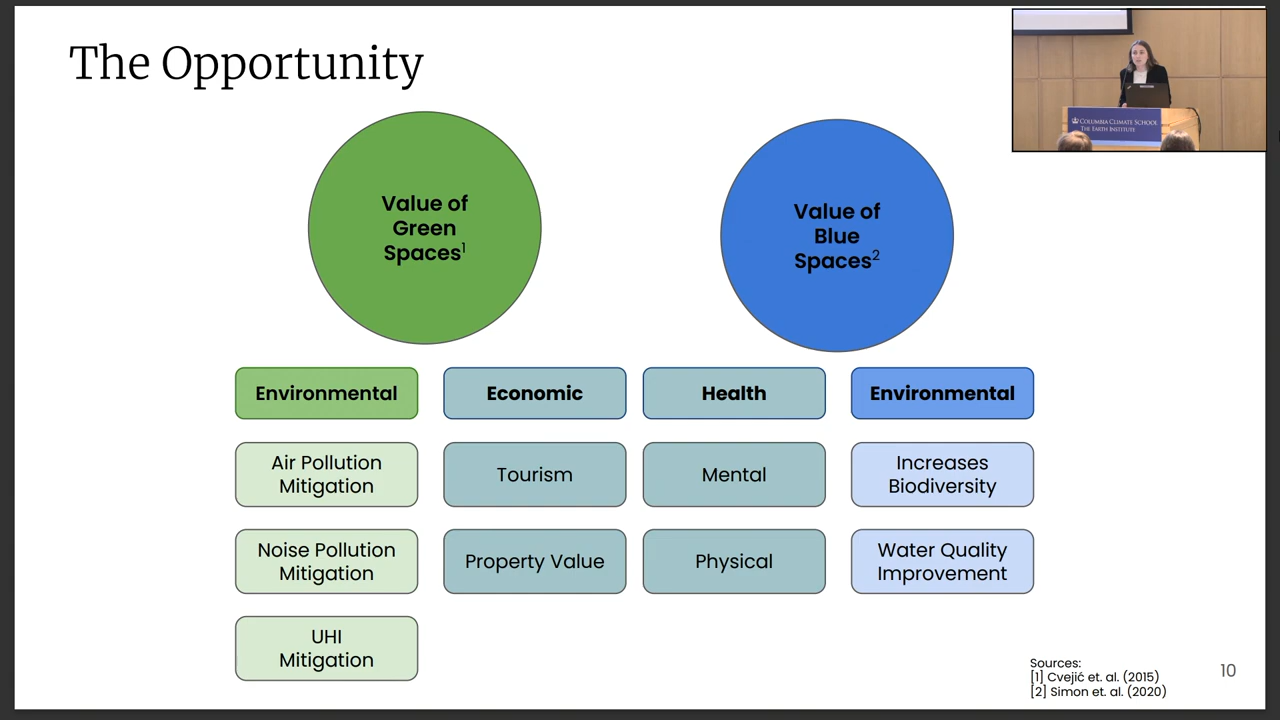 The Opportunity
COLUMBIA CLIMATE SCHOOL
THE EARTH INSTITUTE
Value of
Green
Spaces¹
Value of
Blue
Spaces²
Environmental
Economic
Health
Environmental
Air Pollution
Mitigation
Tourism
Mental
Increases
Biodiversity
Noise Pollution
Mitigation
Property Value
Physical
Water Quality
Improvement
UHI
Mitigation
Sources:
[1] Cvejić et. al. (2015)
[2] Simon et. al. (2020)
10